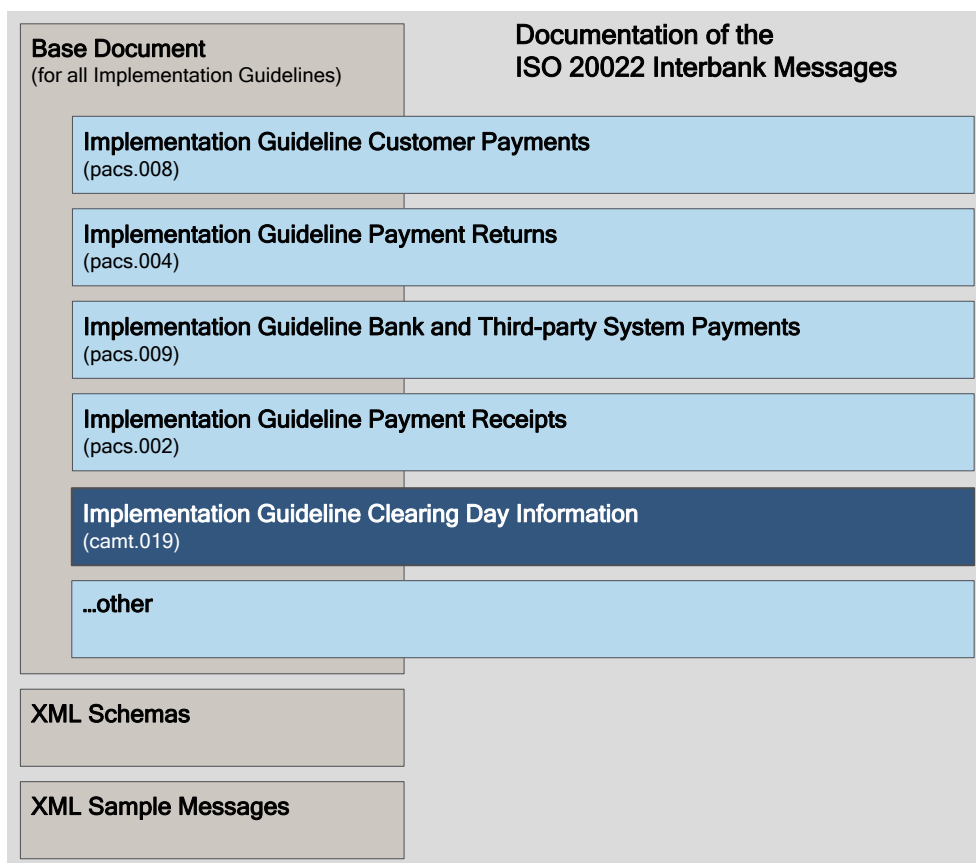 Documentation of the
ISO 20022 Interbank Messages
Base Document
(for all Implementation Guidelines)
Implementation Guideline Customer Payments
(pacs.008)
Implementation Guideline Payment Returns
(pacs.004)
Implementation Guideline Bank and Third-party System Payments
(pacs.009)
Implementation Guideline Payment Receipts
(pacs.002)
Implementation Guideline Clearing Day Information
(camt.019)
...other
XML Schemas
XML Sample Messages